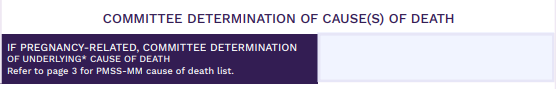 COMMITTEE DETERMINATION OF CAUSE(S) OF DEATH
IF PREGNANCY-RELATED, COMMITTEE DETERMINATION
OF UNDERLYING* CAUSE OF DEATH
Refer to page 3 for PMSS-MM cause of death list.